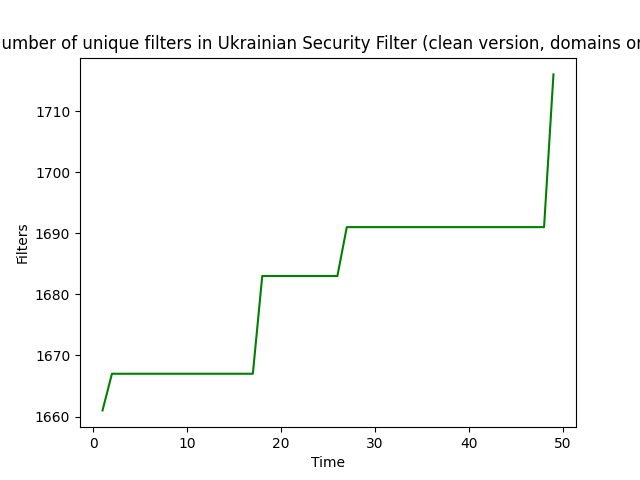 umber of unique filters in Ukrainian Security Filter (clean version, domains or
Filters
1710
1700
1690
1680
1670
1660
0 10 20 30 40 50
Time